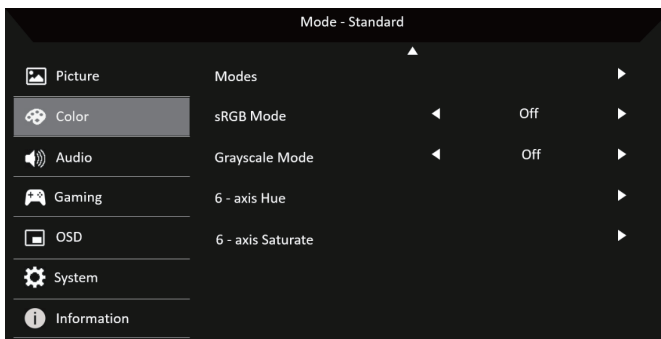 Mode - Standard
Picture
Modes
Color
sRGB Mode
Off
Audio
Grayscale Mode
Off
Gaming
6 - axis Hue
OSD
6 - axis Saturate
System
Information